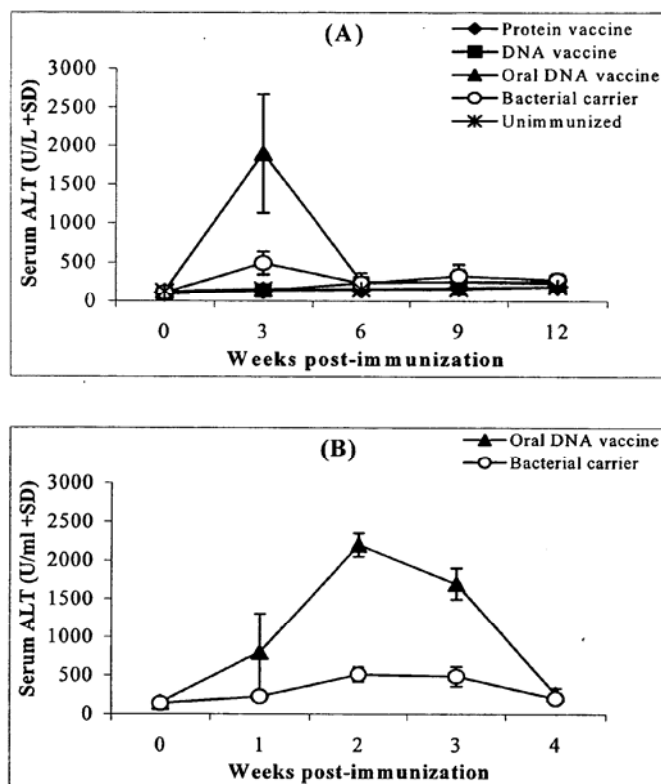 (A)
Protein vaccine
DNA vaccine
Oral DNA vaccine
Bacterial carrier
Unimmunized
3000
2500
2000
1500
1000
500
0
Serum ALT (U/L +SD)
0 3 6 9 12
Weeks post-immunization
(B)
Oral DNA vaccine
Bacterial carrier
3000
2500
2000
1500
1000
500
0
Serum ALT (U/ml +SD)
0 1 2 3 4
Weeks post-immunization